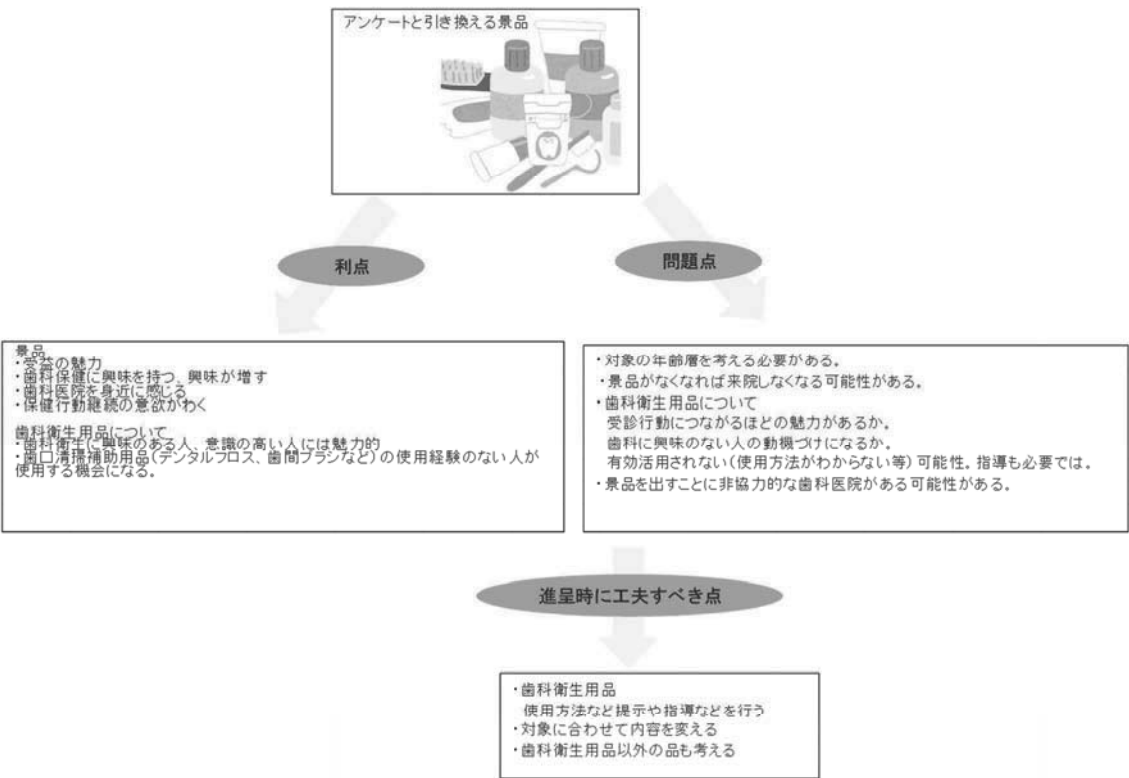 アンケートと引き換える景品
利点
問題点
景品
・受益の魅力
・歯科保健に興味を持つ、興味が増す
・歯科医院を身近に感じる
・保健行動継続の意欲がわく
歯科衛生用品について
・歯科衛生に興味のある人、意識の高い人には魅力的
・歯口清掃補助用品(デンタルフロス、歯間ブラシなど)の使用経験のない人が
使用する機会になる。
・対象の年齢層を考える必要がある。
・景品がなくなれば来院しなくなる可能性がある。
・歯科衛生用品について
受診行動につながるほどの魅力があるか。
歯科に興味のない人の動機づけになるか。
有効活用されない(使用方法がわからない等)可能性。指導も必要では。
・景品を出すことに非協力的な歯科医院がある可能性がある。
進呈時に工夫すべき点
・歯科衛生用品
使用方法など提示や指導などを行う
・対象に合わせて内容を変える
・歯科衛生用品以外の品も考える